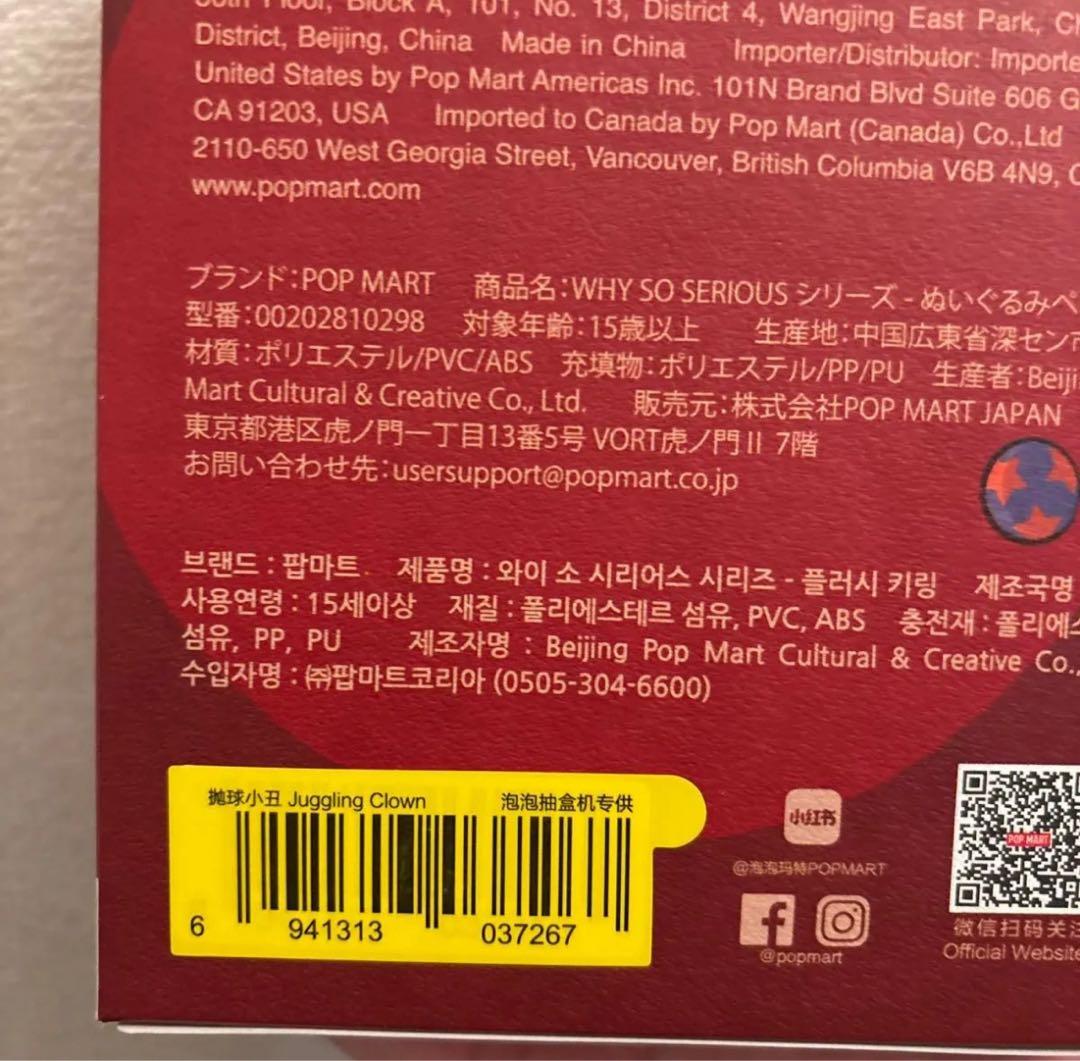 Floor, Block A, 101, No. 13, District 4, Wangjing East Park,
District, Beijing, China Made in China Importer/Distributor:
United States by Pop Mart Americas Inc. 101N Brand Blvd Suite 606
CA 91203, USA Imported to Canada by Pop Mart (Canada) Co.,Ltd
2110-650 West Georgia Street, Vancouver, British Columbia V6B 4N9,
www.popmart.com
ブランド:POP MART 商品名:WHY SO SERIOUS シリーズ - ぬいぐるみペ
型番:00202810298 対象年齢:15歳以上 生産地:中国広東省深セン
材質:ポリエステル/PVC/ABS 充填物:ポリエステル/PP/PU 生産者:Beiji
Mart Cultural & Creative Co., Ltd. 販売元:株式会社POP MART JAPAN
東京都港区虎ノ門一丁目13番5号 VORT虎ノ門II 7階
お問い合わせ先:usersupport@popmart.co.jp
브랜드 : 팝마트 제품명 : 와이 소 시리어스 시리즈 - 플러시 키링 제조국명
사용연령 : 15세이상 재질 : 폴리에스테르 섬유, PVC, ABS 충전재 : 폴리에
섬유, PP, PU 제조자명 : Beijing Pop Mart Cultural & Creative Co.,
수입자명 : ㈜팝마트코리아 (0505-304-6600)
抛球小丑 Juggling Clown 泡泡抽盒机专供
6 941313 037267
小红书
@泡泡玛特POPMART
@popmart
POP MART
微信扫码关注
Official Website